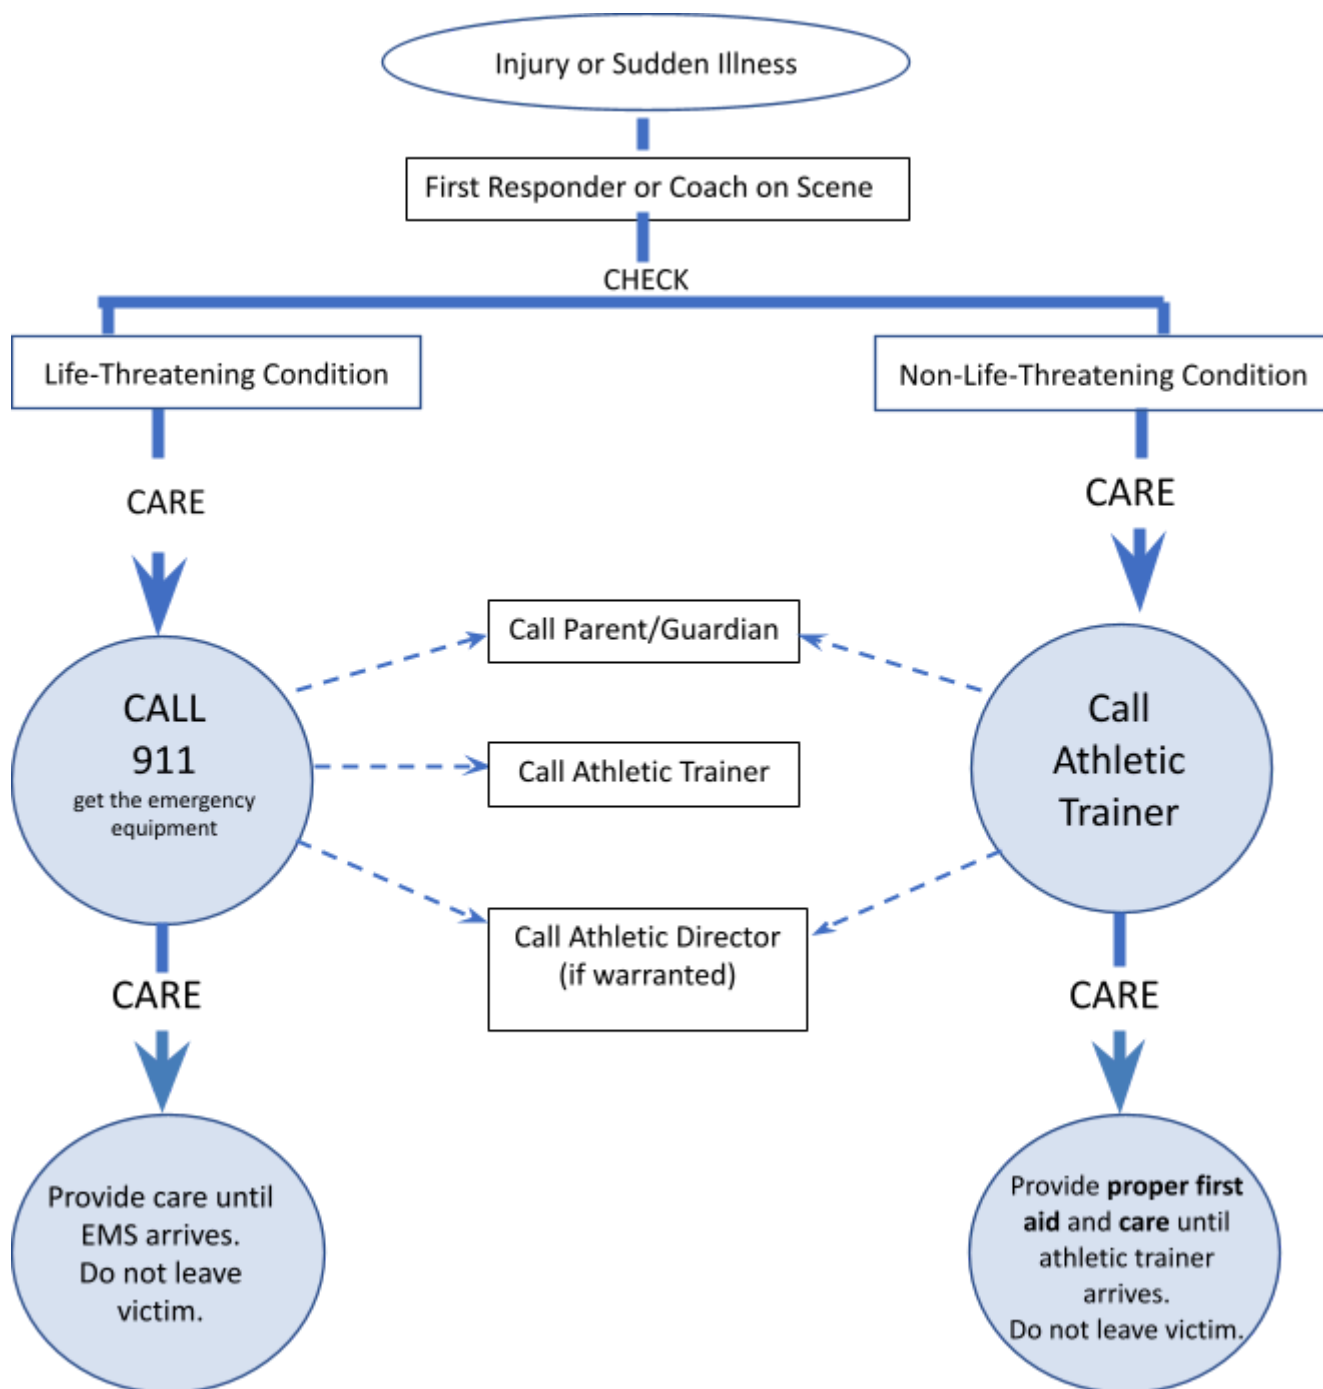 Injury or Sudden Illness
First Responder or Coach on Scene
CHECK
Life-Threatening Condition
Non-Life-Threatening Condition
CARE
CARE
CALL
911
get the emergency
equipment
Call Parent/Guardian
Call Athletic Trainer
Call Athletic Director
(if warranted)
Call
Athletic
Trainer
CARE
CARE
Provide care until
EMS arrives.
Do not leave
victim.
Provide proper first
aid and care until
athletic trainer
arrives.
Do not leave victim.